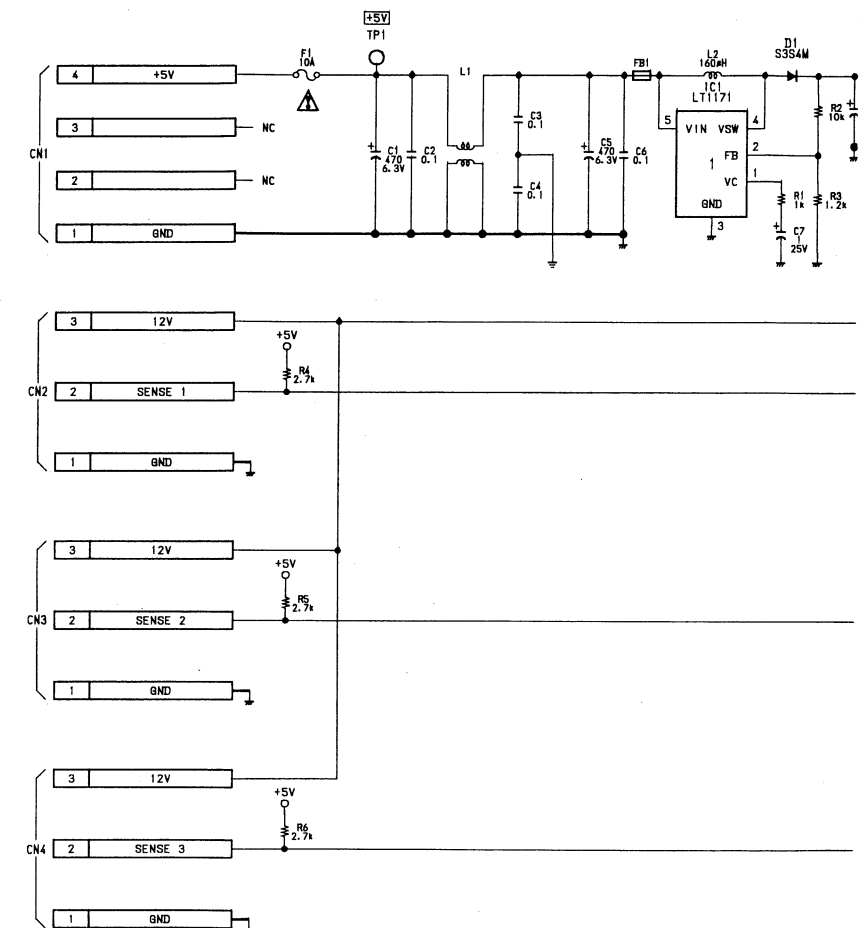 +5V
TP1
F1
10A
4 +5V
3 NC
CN1
2 NC
1 GND
C1
470
6.3V
C2
0.1
L1
C3
0.1
C4
0.1
C5
470
6.3V
C6
0.1
FB1
L2
160μH
IC1
LT1171
D1
S3S4M
5 VIN VSW 4
1 FB 2
VC 1
GND
3
R2
10k
R1
1k
R3
1.2k
C7
1
25V
3 12V
+5V
R4
2.7k
CN2 2 SENSE 1
1 GND
3 12V
+5V
R5
2.7k
CN3 2 SENSE 2
1 GND
3 12V
+5V
R6
2.7k
CN4 2 SENSE 3
1 GND